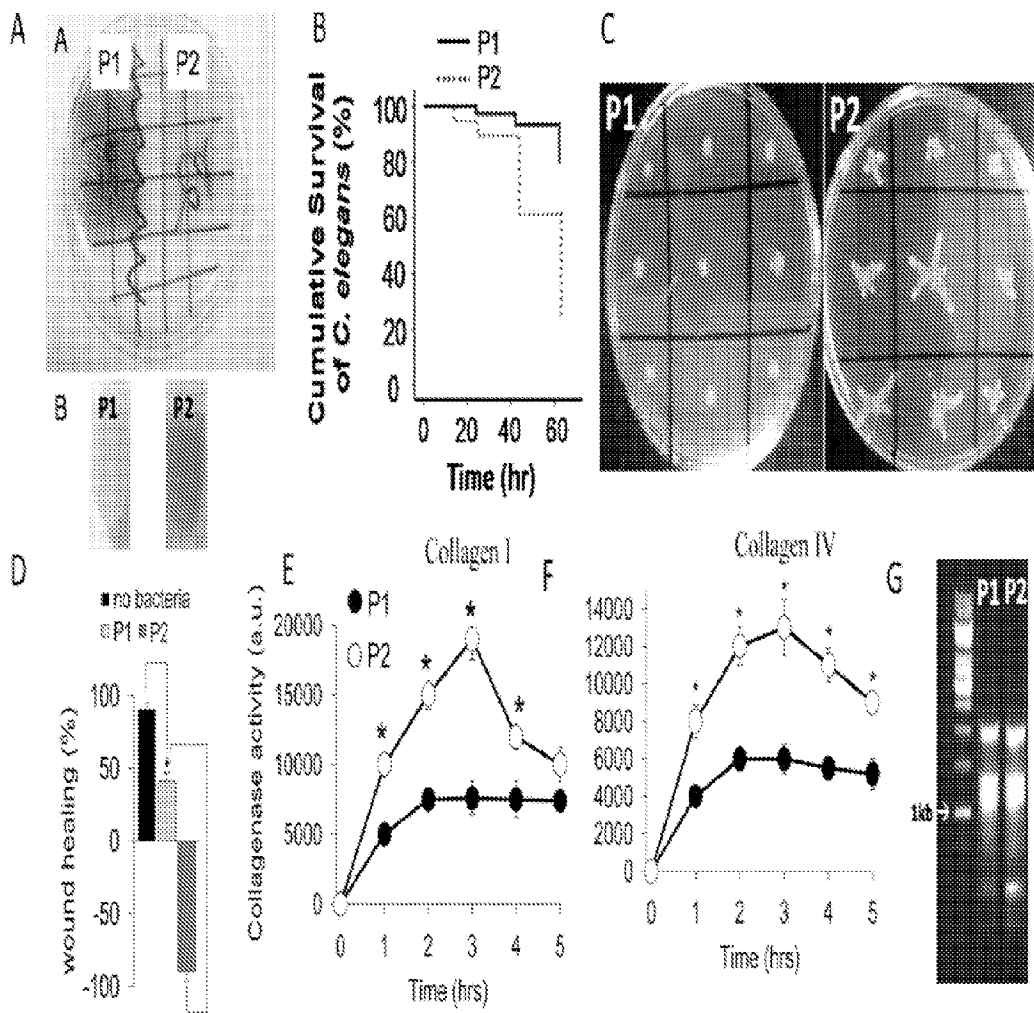 A
A
P1
P2
B
P1
P2
B
P1
P2
Cumulative Survival
of C. elegans (%)
100
80
60
40
20
0
0 20 40 60
Time (hr)
C
P1
P2
D
no bacteria
P1 P2
wound healing (%)
100
50
0
-50
-100
*
E
Collagen I
P1
P2
Collagenase activity (a.u.)
20000
15000
10000
5000
0
* * * *
0 1 2 3 4 5
Time (hrs)
F
Collagen IV
14000
12000
10000
8000
6000
4000
2000
0
* * * * *
0 1 2 3 4 5
Time (hrs)
G
P1 P2
1kb